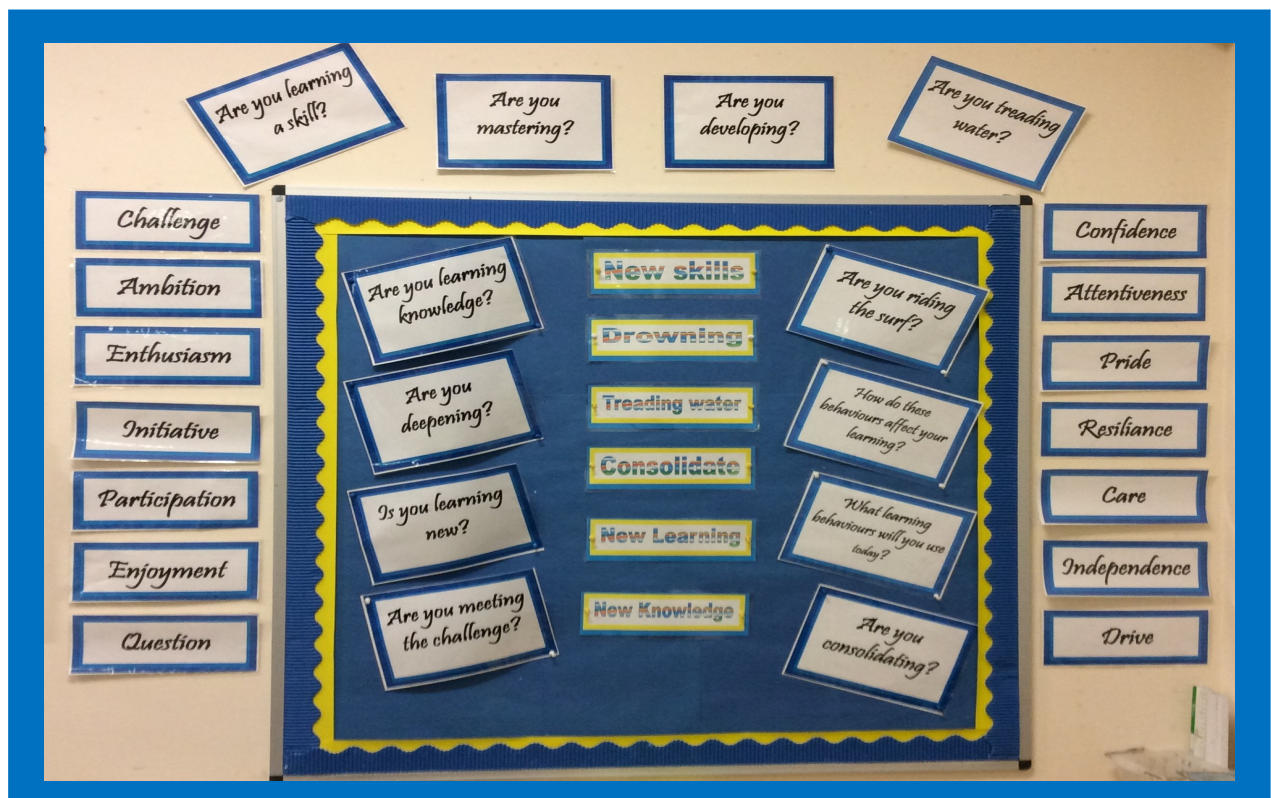 Are you learning
a skill?
Are you
mastering?
Are you
developing?
Are you treading
water?
Challenge
Ambition
Enthusiasm
Initiative
Participation
Enjoyment
Question
Are you learning
knowledge?
Are you
deepening?
Is you learning
new?
Are you meeting
the challenge?
New skills
Drowning
Treading water
Consolidate
New Learning
New Knowledge
Are you riding
the surf?
How do these
behaviours affect your
learning?
What learning
behaviours will you use
today?
Are you
consolidating?
Confidence
Attentiveness
Pride
Resiliance
Care
Independence
Drive